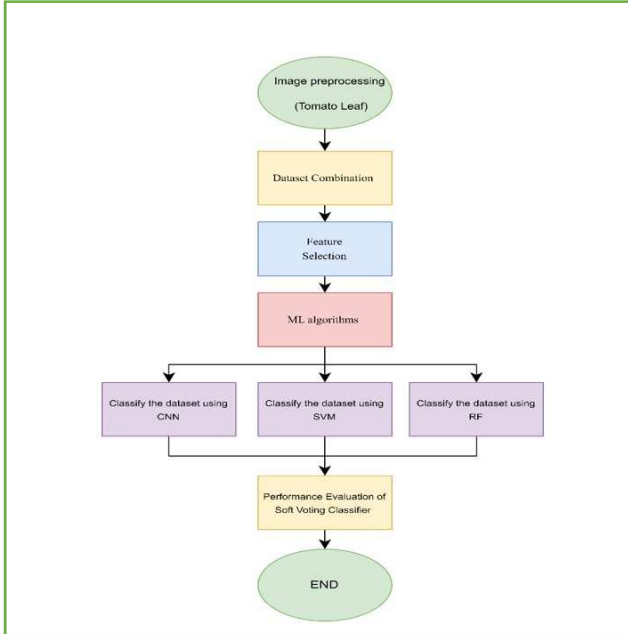 Image preprocessing
(Tomato Leaf)
Dataset Combination
Feature
Selection
ML algorithms
Classify the dataset using
CNN
Classify the dataset using
SVM
Classify the dataset using
RF
Performance Evaluation of
Soft Voting Classifier
END